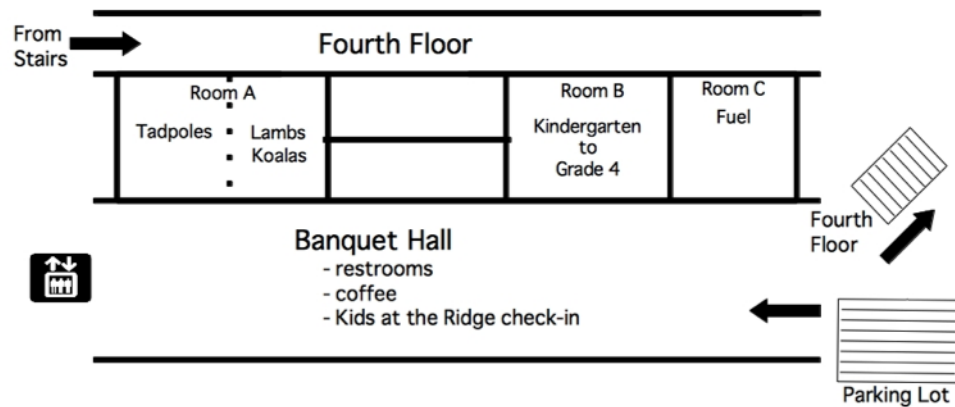 From
Stairs
Fourth Floor
Room A
Tadpoles
Lambs
Koalas
Room B
Kindergarten
to
Grade 4
Room C
Fuel
Fourth
Floor
Banquet Hall
- restrooms
- coffee
- Kids at the Ridge check-in
Parking Lot